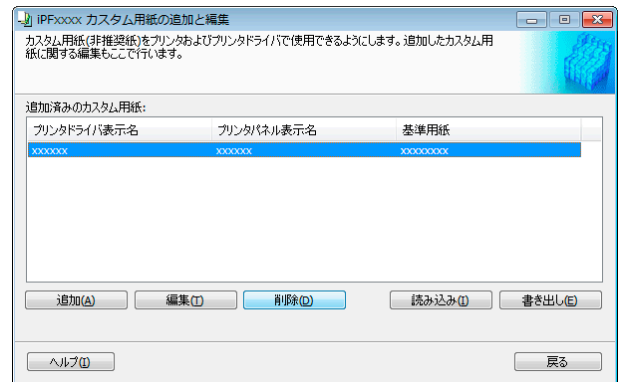 iPFxxxx カスタム用紙の追加と編集
カスタム用紙(非推奨紙)をプリンタおよびプリンタドライバで使用できるようにします。追加したカスタム用
紙に関する編集もここで行います。
追加済みのカスタム用紙:
プリンタドライバ表示名 プリンタパネル表示名 基準用紙
xxxxxx xxxxxx xxxxxxxx
追加(A) 編集(T) 削除(D) 読み込み(I) 書き出し(E)
ヘルプ(I) 戻る